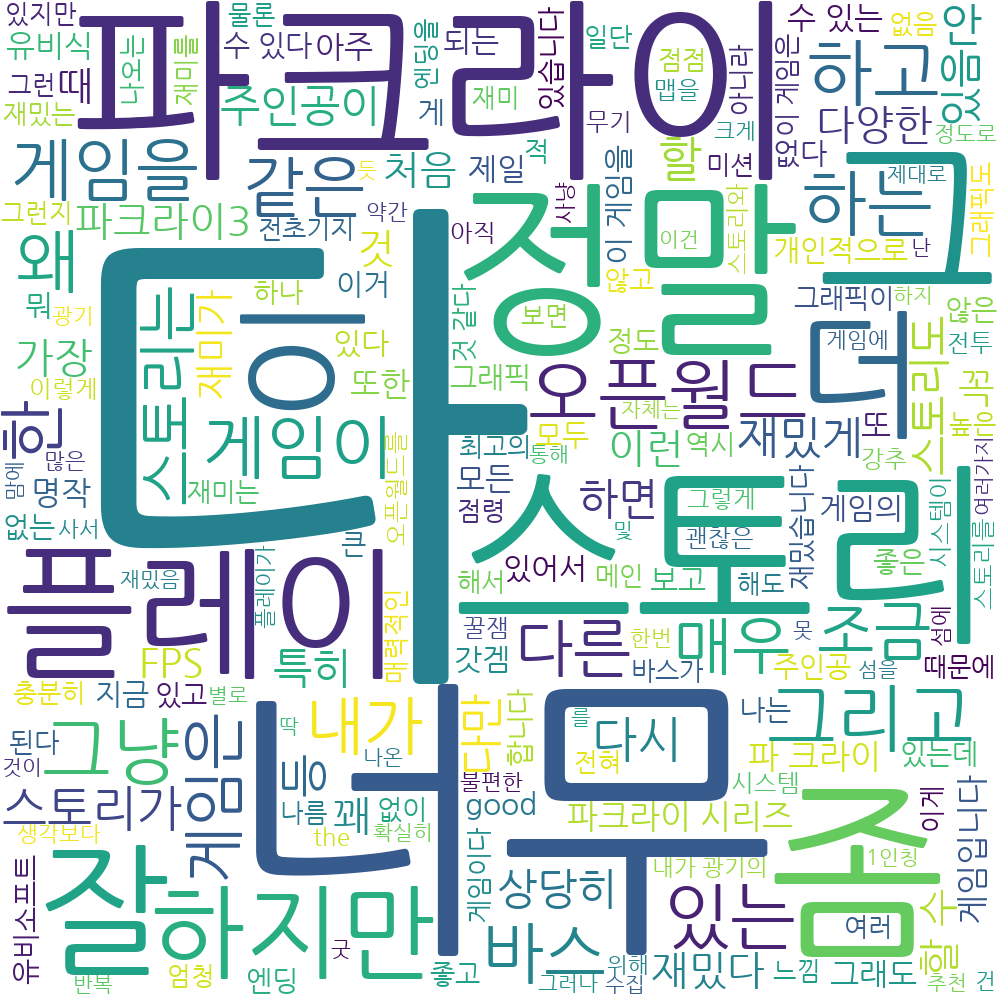 있지만
물론
파크라이
수 있는
없음
유비식
나오는
재미를
수 있다
아주
엔딩을
되는
일단
있습니다
점점
하고
있음
안
그런
때
재밌는
주인공이
게
재미
맵을
아니라
게임은
다양한
정도로
무기
크게
게임을
같은
듯
처음
제일
적
할
미션
없다
그
그런지
파크라이3
약간
전초기지
아직
사냥
이 게임을
정말
스토리와
이건
하는
제대로
개인적으로
난
그래픽도
왜
것
뭐
광기
하나
이거
다
이
것 같다
보면
않고
그래픽이
하지
않은
가장
스토리는
재미가
있다
정도
더
게임에
전투
이렇게
또한
그래픽
오픈월드
스토리도
꼬
높은
한
게임이
자체는
모두
이런
역시
재밌게
또
맘에
많은
재미는
오픈월드를
최고의
통해
강추
여러가지
명작
모든
하면
그렇게
재밌습니다
게임의
시스템이
없는
사서
큰
점령
스토리
및
괜찮은
좋은
스토리를
플레이
재밌음
플레이가
해서
있어서
메인
보고
해도
매력적인
꿀잼
다른
한번
매우
못
조금
섬에
FPS
특히
갓겜
바스가
주인공
섬을
때문에
충분히
지금
있고
별로
너무
내가
다만
합니다
를
다시
나는
그리고
된다
그냥
게임은
딱
나온
전혀
파 크라이
있는데
것이
등
불편한
시스템
스토리가
나름
꽤
없이
good
파크라이 시리즈
이게
게임입니다
생각보다
the
확실히
게임이다
내가 광기의
1인칭
좀
유비소프트
잘
하지만
상당히
있는
여러
할 수
굿
바스
엄청
엔딩
좋고
위해
재밌다
느낌
그래도
반복
그러나
수집
추천
건